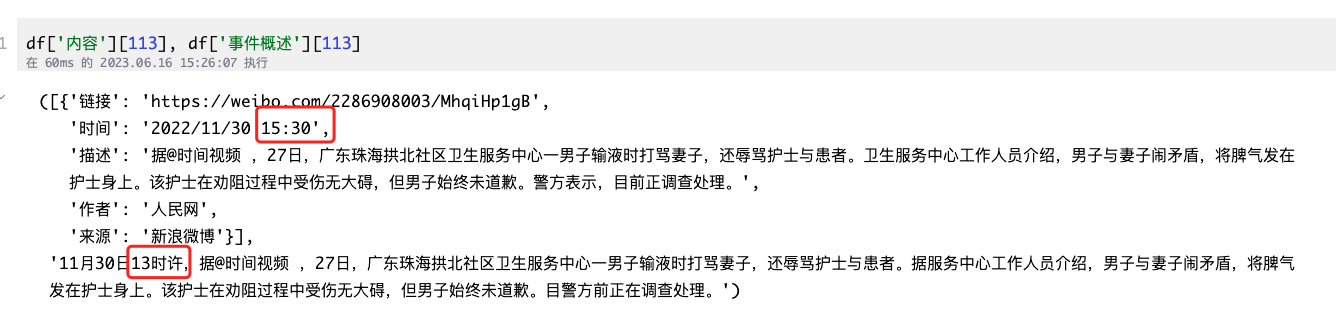 1
df['内容'][113], df['事件概述'][113]
在 60ms 的 2023.06.16 15:26:07 执行
([{'链接': 'https://weibo.com/2286908003/MhqiHp1gB',
'时间': '2022/11/30 15:30',
'描述': '据@时间视频 ，27日，广东珠海拱北社区卫生服务中心一男子输液时打骂妻子，还辱骂护士与患者。卫生服务中心工作人员介绍，男子与妻子闹矛盾，将脾气发在
护士身上。该护士在劝阻过程中受伤无大碍，但男子始终未道歉。警方表示，目前正调查处理。',
'作者': '人民网',
'来源': '新浪微博'}],
'11月30日13时许，据@时间视频 ，27日，广东珠海拱北社区卫生服务中心一男子输液时打骂妻子，还辱骂护士与患者。据服务中心工作人员介绍，男子与妻子闹矛盾，将脾气
发在护士身上。该护士在劝阻过程中受伤无大碍，但男子始终未道歉。目警方前正在调查处理。')